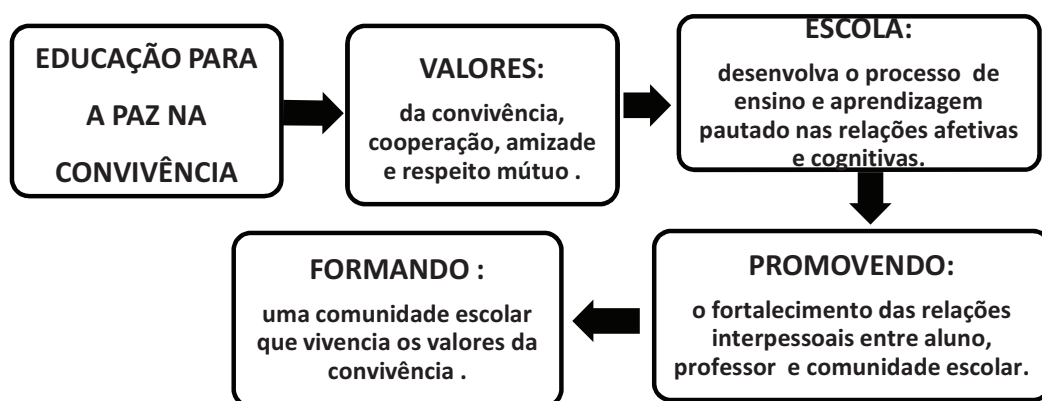 EDUCAÇÃO PARA
A PAZ NA
CONVIVÊNCIA
VALORES:
da convivência,
cooperação, amizade
e respeito mútuo .
ESCOLA:
desenvolva o processo de
ensino e aprendizagem
pautado nas relações afetivas
e cognitivas.
PROMOVENDO:
o fortalecimento das relações
interpessoais entre aluno,
professor e comunidade escolar.
FORMANDO :
uma comunidade escolar
que vivencia os valores da
convivência .